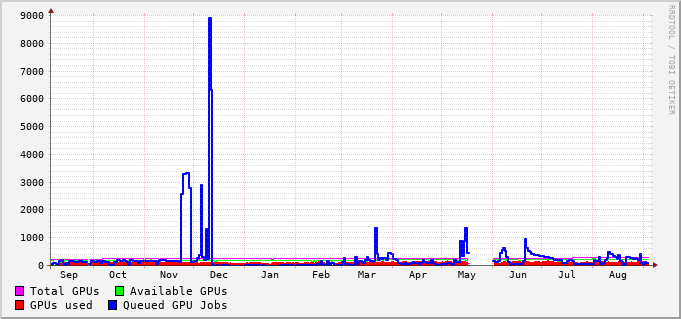 9000
8000
7000
6000
5000
4000
3000
2000
1000
0
Sep Oct Nov Dec Jan Feb Mar Apr May Jun Jul Aug
Total GPUs Available GPUs
GPUs used Queued GPU Jobs
RRDTOOL / TOBI OETIKER